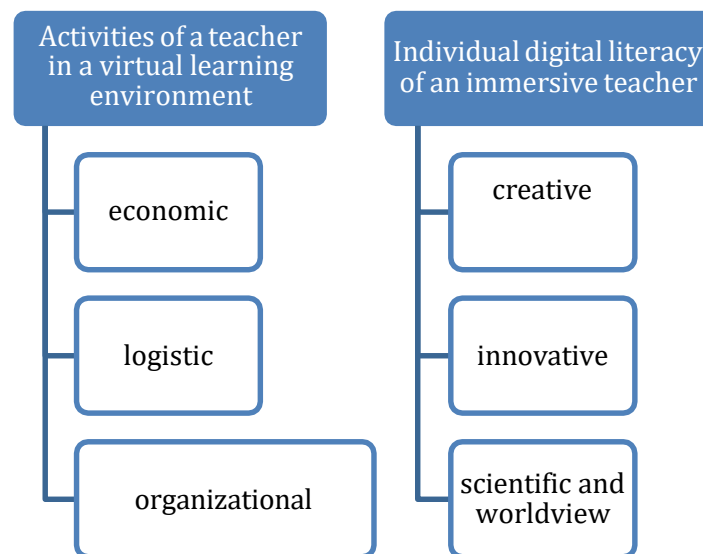 Activities of a teacher
in a virtual learning
environment
economic
logistic
organizational
Individual digital literacy
of an immersive teacher
creative
innovative
scientific and
worldview